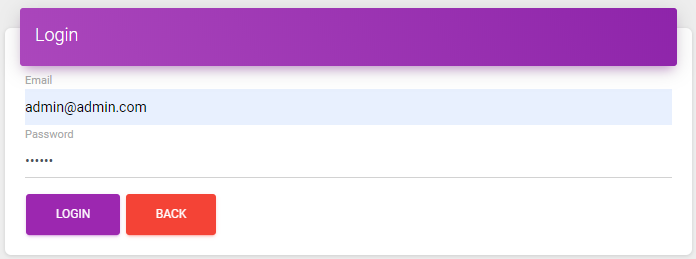 Login
Email
admin@admin.com
Password
••••••
LOGIN BACK